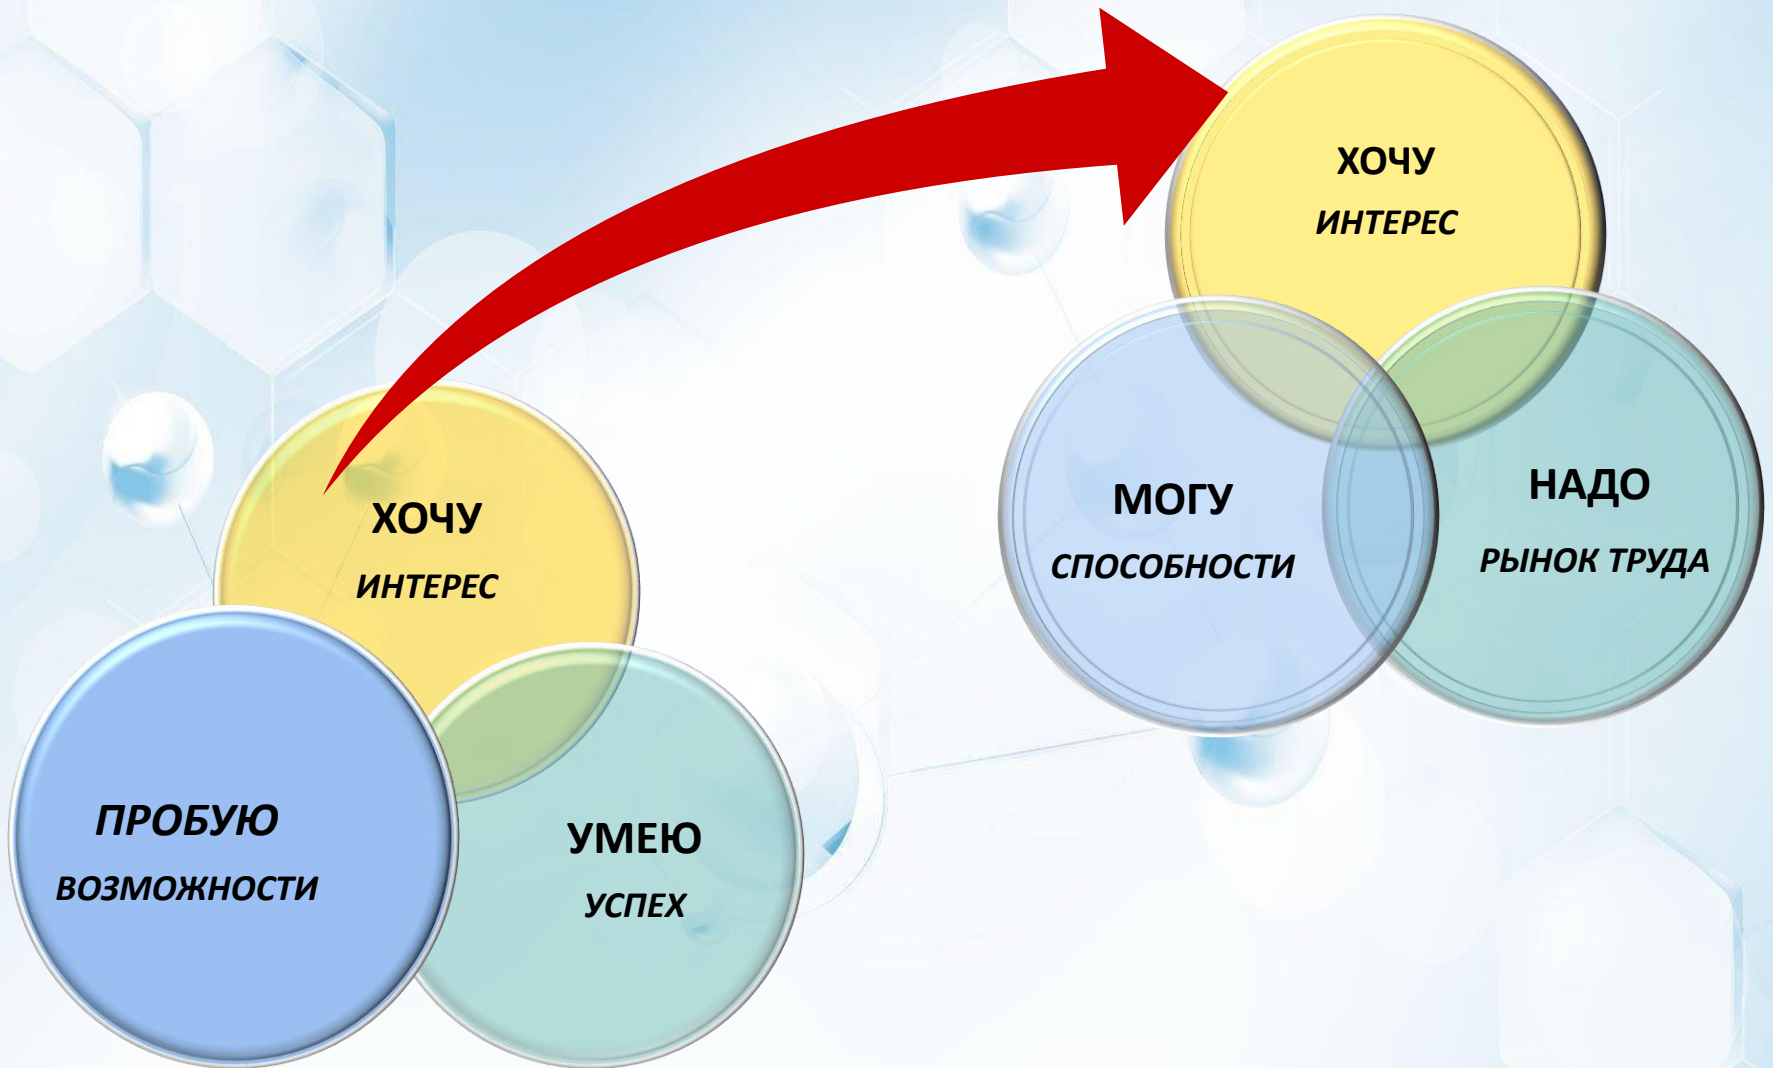 ХОЧУ
ИНТЕРЕС
ПРОБУЮ
ВОЗМОЖНОСТИ
УМЕЮ
УСПЕХ
ХОЧУ
ИНТЕРЕС
МОГУ
СПОСОБНОСТИ
НАДО
РЫНОК ТРУДА